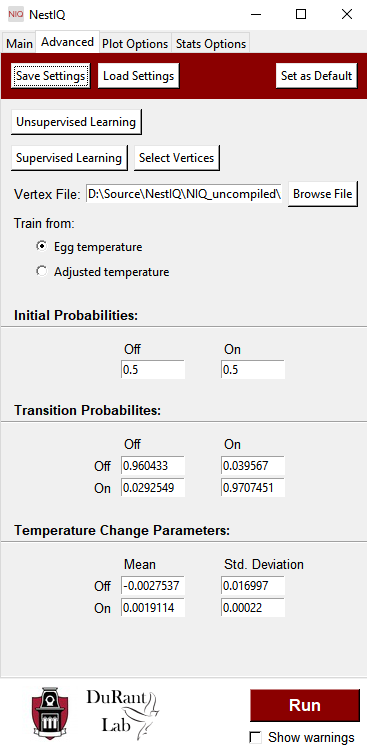 NIQ NestIQ
Main Advanced Plot Options Stats Options
Save Settings Load Settings Set as Default
Unsupervised Learning
Supervised Learning Select Vertices
Vertex File: D:\Source\NestIQ\NIQ_uncompiled\ Browse File
Train from:
Egg temperature
Adjusted temperature
Initial Probabilities:
Off On
0.5 0.5
Transition Probabilites:
Off On
Off 0.960433 0.039567
On 0.0292549 0.9707451
Temperature Change Parameters:
Mean Std. Deviation
Off -0.0027537 0.016997
On 0.0019114 0.00022
DuRant
Lab
Run
Show warnings